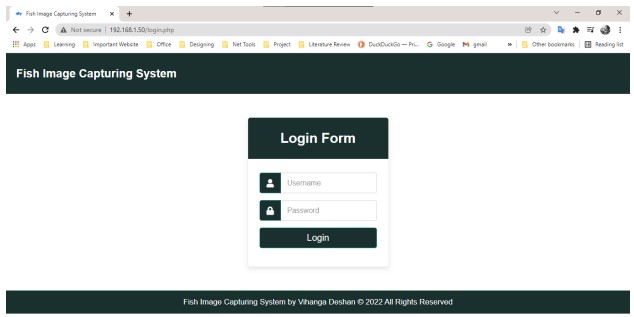 Fish Image Capturing System
Not secure | 192.168.1.50/login.php
Apps Learning Important Website Office Designing Net Tools Project Literature Review DuckDuckGo — Pri... Google gmail » Other bookmarks Reading list
Fish Image Capturing System
Login Form
Username
Password
Login
Fish Image Capturing System by Vihanga Deshan © 2022 All Rights Reserved